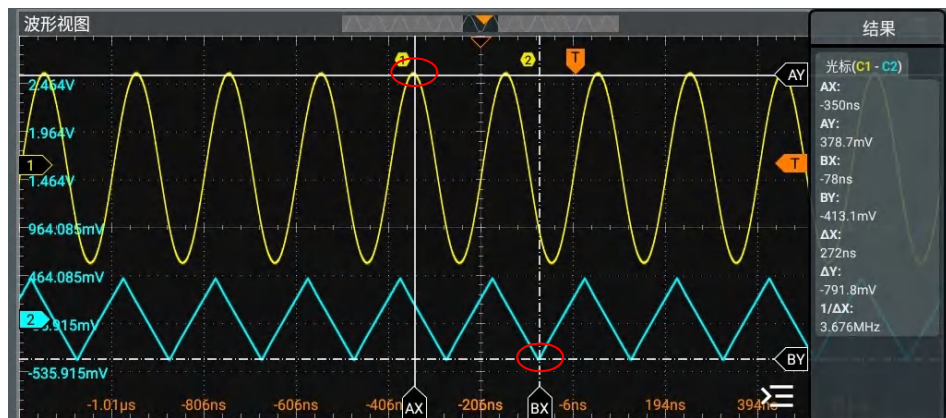 波形视图
结果
1
2
T
AY
2.464V
光标(C1 - C2)
AX:
-350ns
AY:
378.7mV
BX:
-78ns
BY:
-413.1mV
ΔX:
272ns
ΔY:
-791.8mV
1/ΔX:
3.676MHz
1.964V
1
T
1.464V
964.085mV
464.085mV
2
BY
-535.915mV
-1.01μs
-806ns
-606ns
AX
-206ns
BX
-6ns
194ns